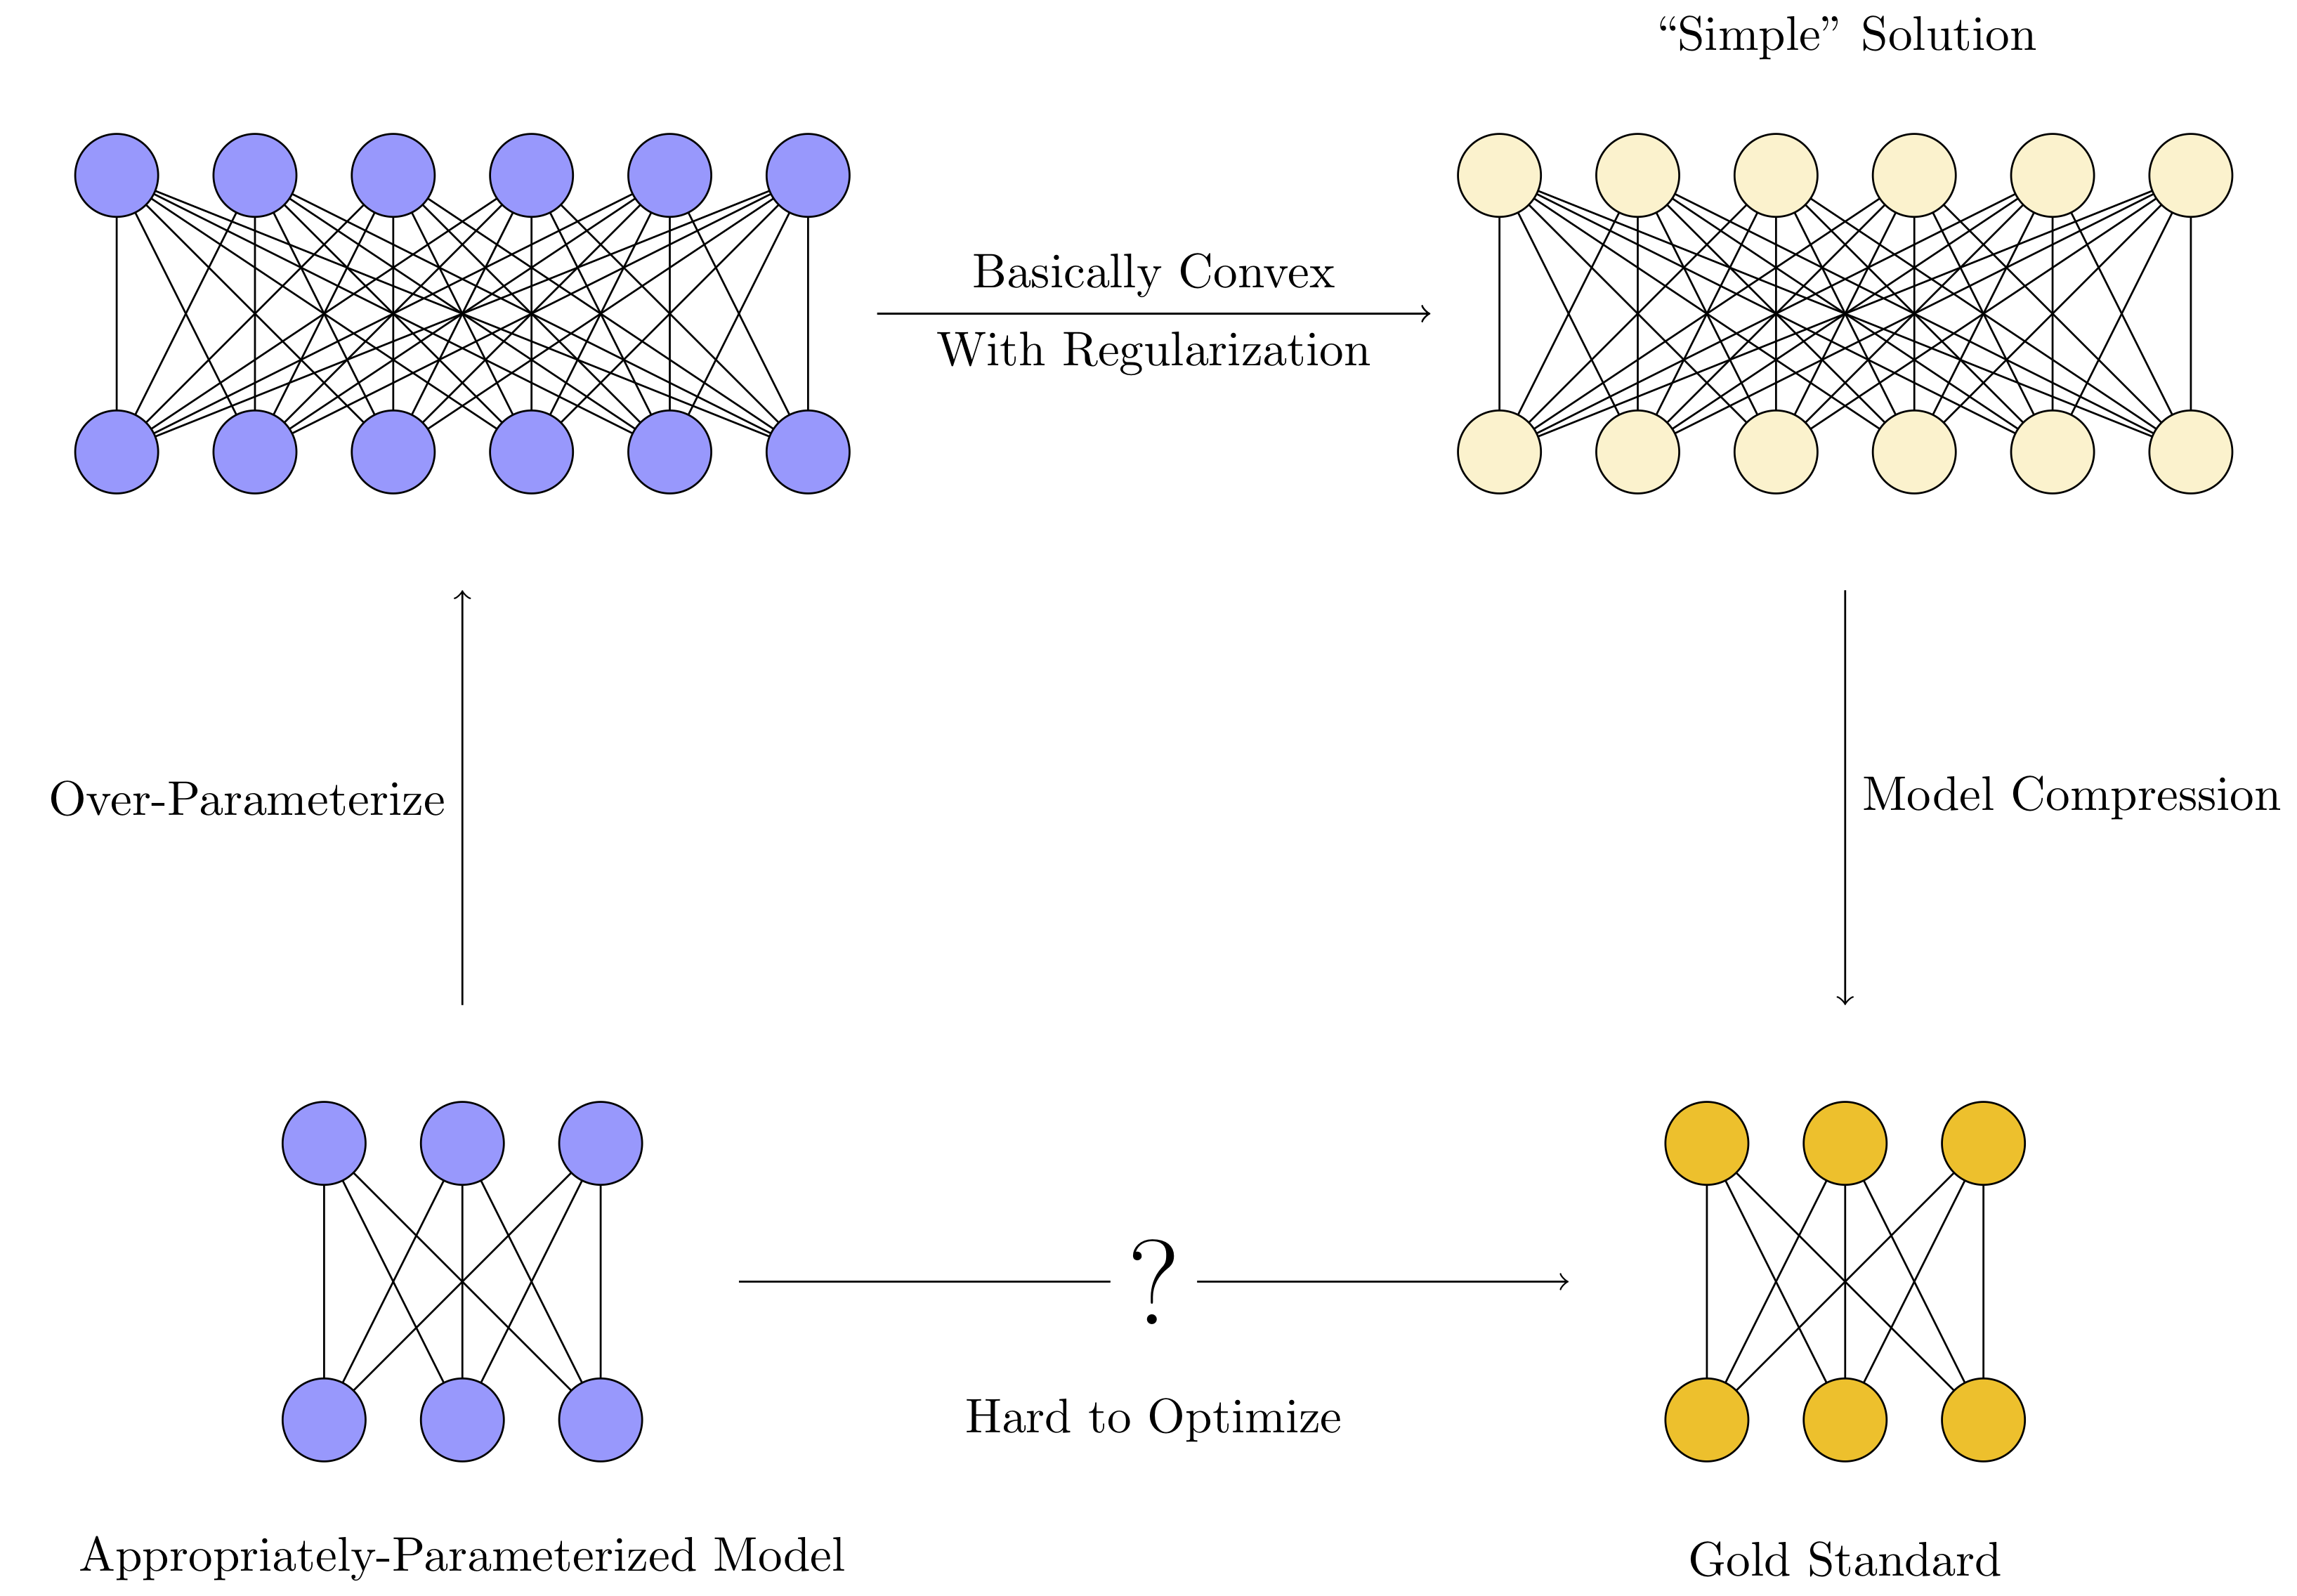 “Simple” Solution
Basically Convex
With Regularization
Over-Parameterize
Model Compression
?
Hard to Optimize
Appropriately-Parameterized Model
Gold Standard